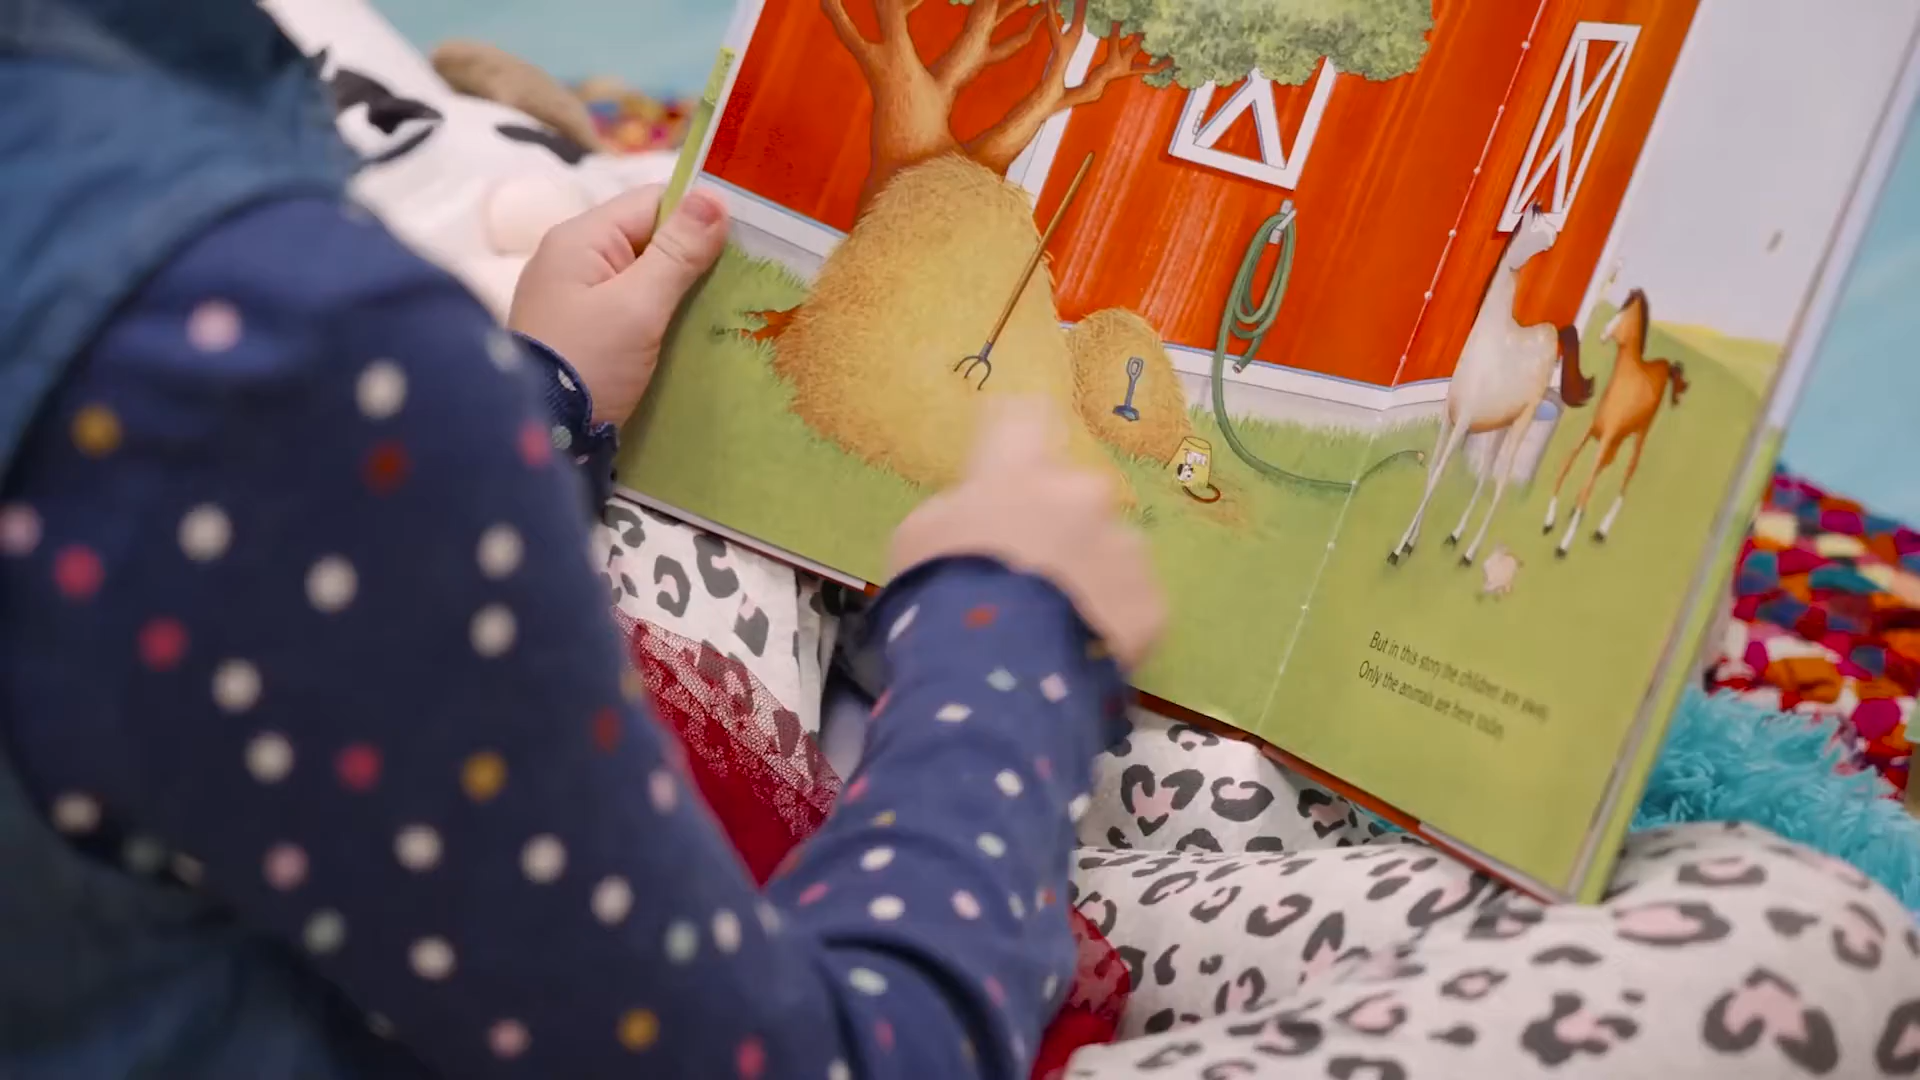 But in this story the children are away.
Only the animals are here today.